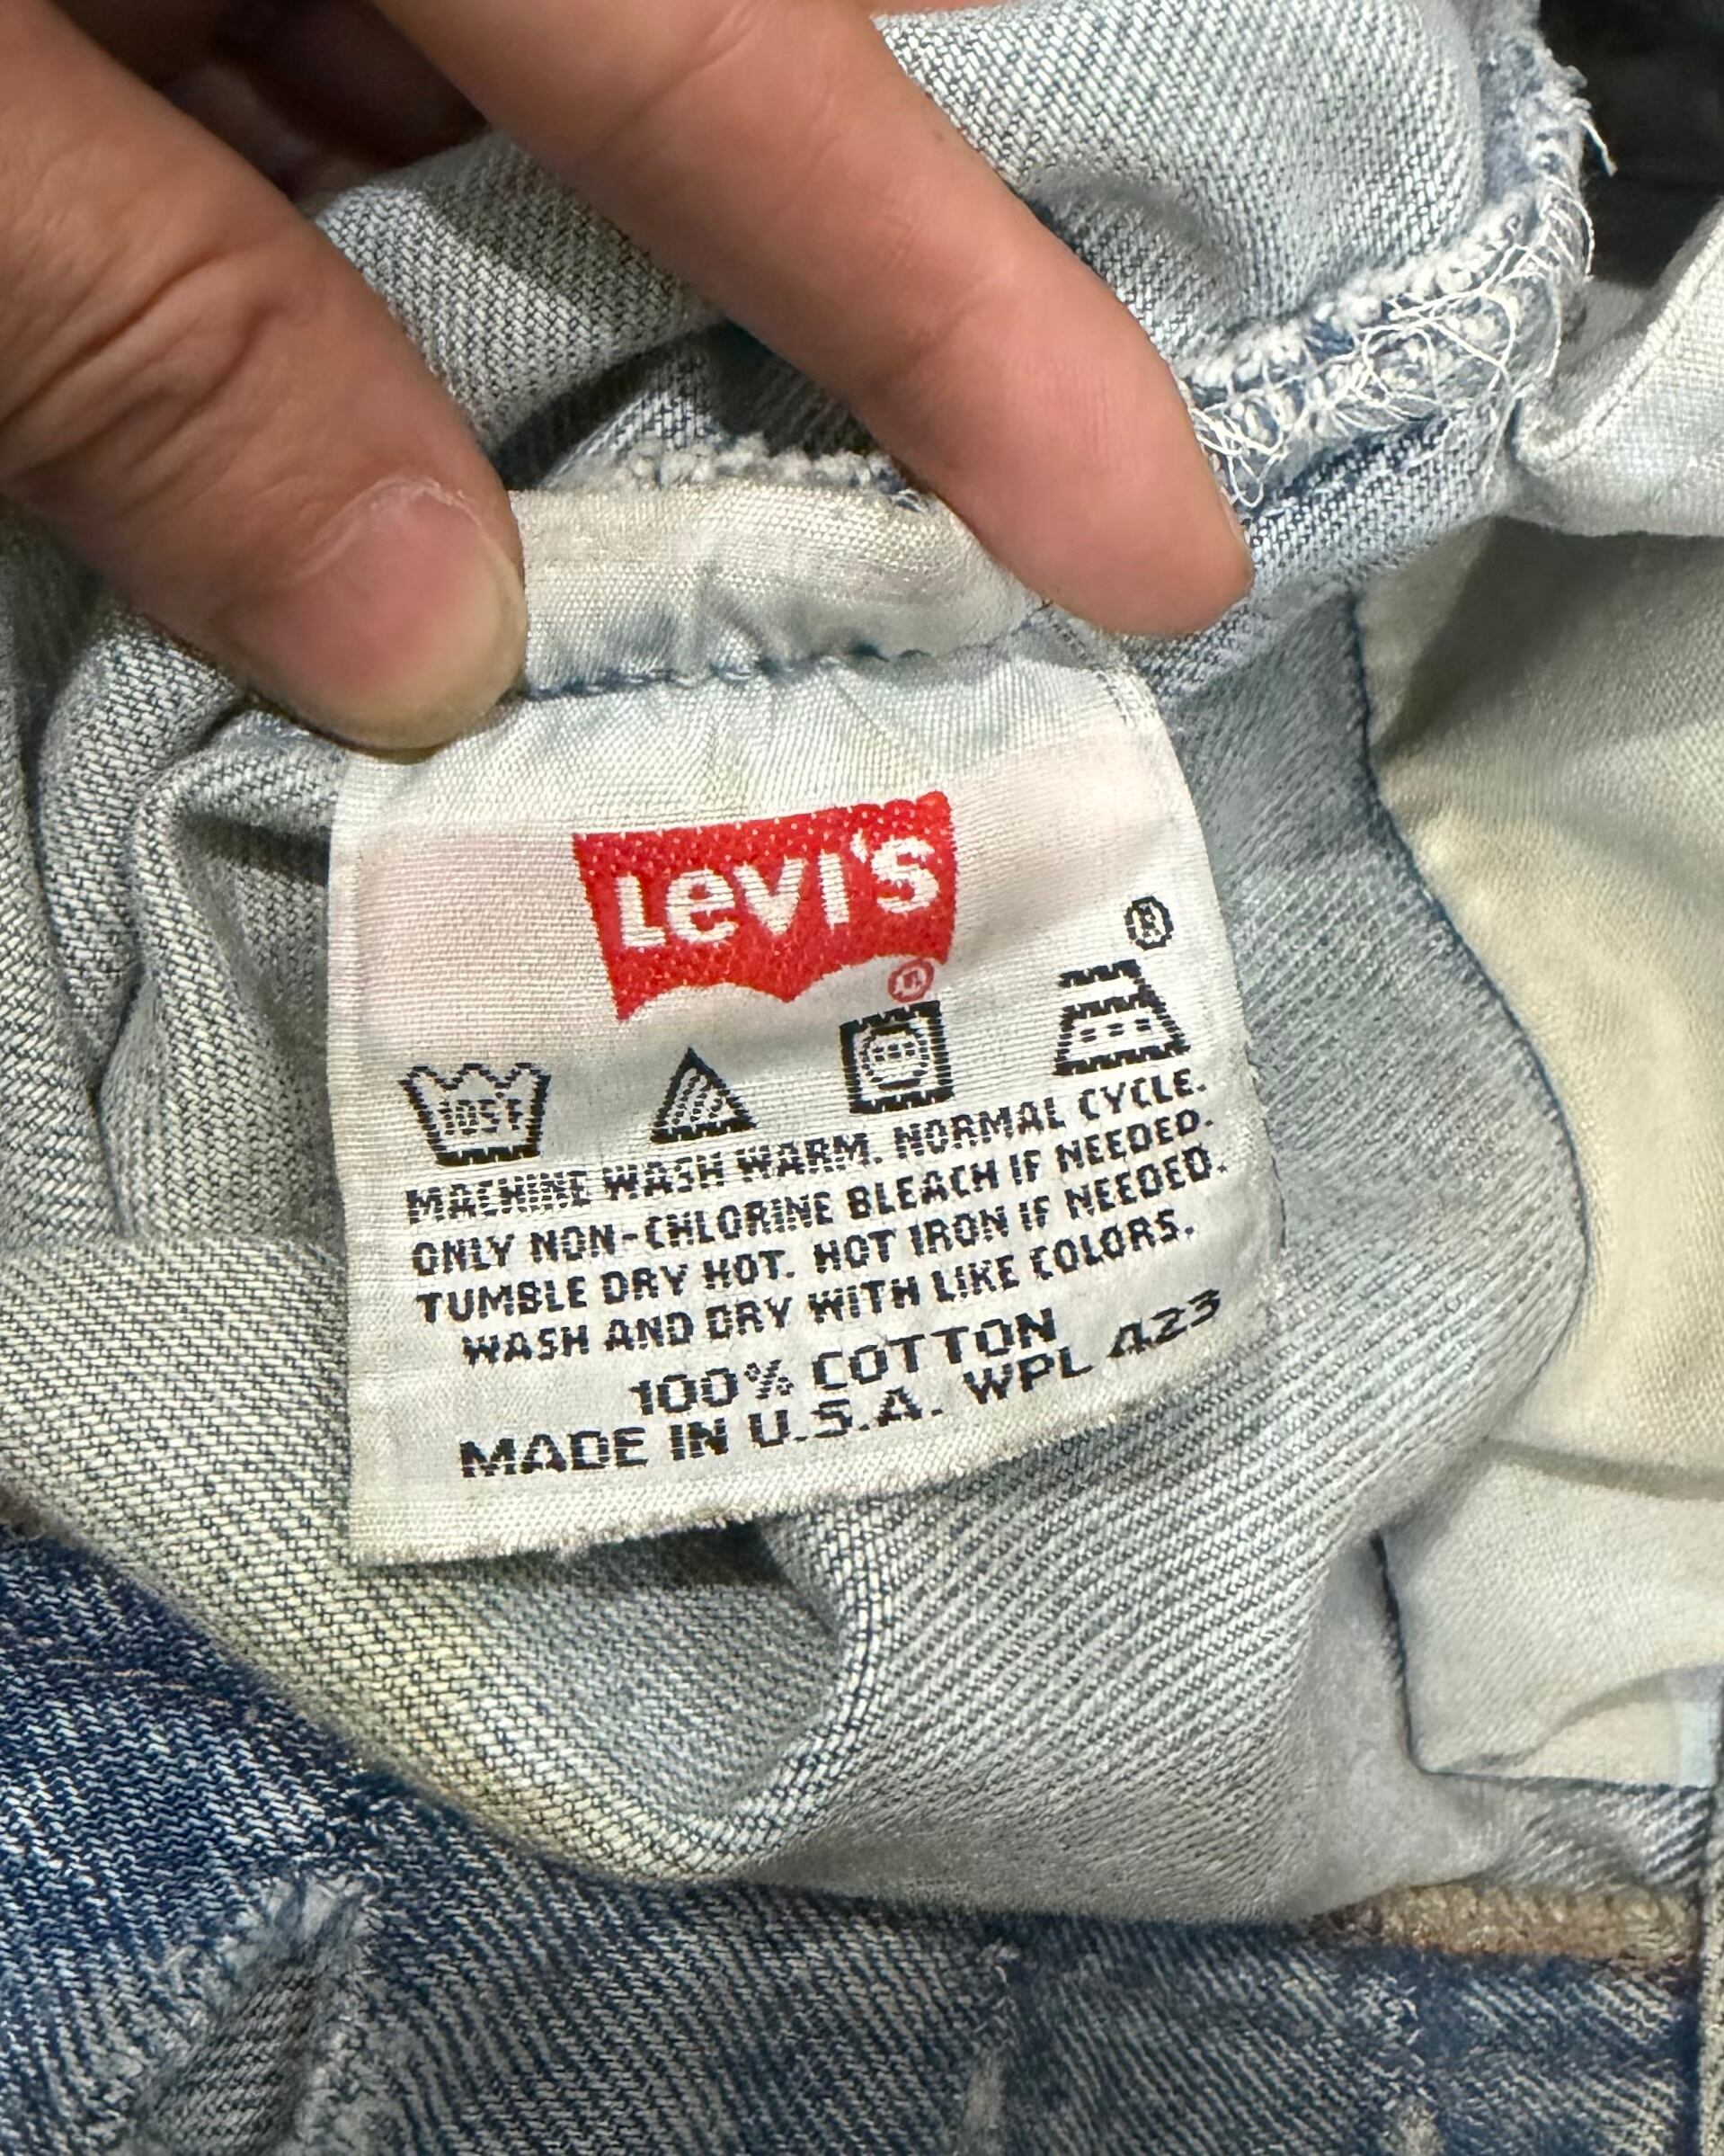 LEVI'S
®
®
MACHINE WASH WARM. NORMAL CYCLE.
ONLY NON-CHLORINE BLEACH IF NEEDED.
TUMBLE DRY HOT. HOT IRON IF NEEDED.
WASH AND DRY WITH LIKE COLORS.
100% COTTON
MADE IN U.S.A. WPL 423